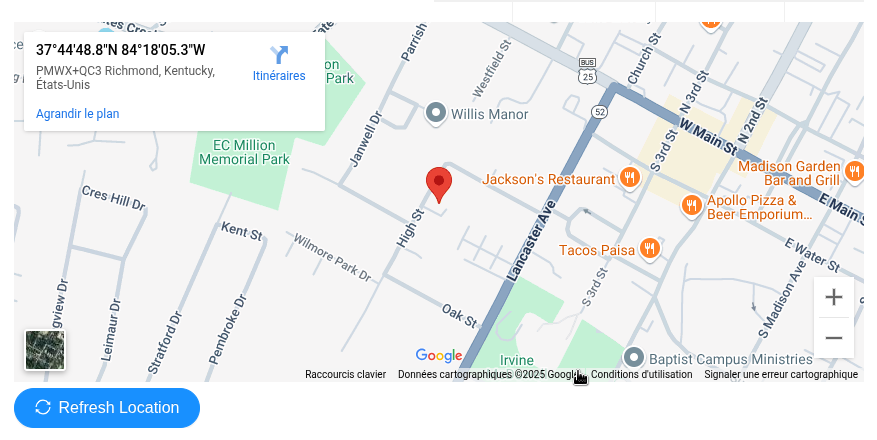 37°44'48.8"N 84°18'05.3"W
PMWX+QC3 Richmond, Kentucky,
États-Unis
Agrandir le plan
Itinéraires
BUS
25
Church St
Parrish
Westfield St
N 3rd St
52
Willis Manor
W Main St
N 2nd St
EC Million
Memorial Park
Janwell Dr
S 3rd St
Madison Garden
Bar and Grill
Jackson's Restaurant
Cres Hill Dr
Apollo Pizza &
Beer Emporium...
E Main S
High St
Kent St
Lancaster Ave
Wilmore Park Dr
Tacos Paisa
E Water St
S 3rd St
S Madison Ave
gview Dr
Leimaur Dr
Stratford Dr
Pembroke Dr
Oak St
Google
Irvine
Baptist Campus Ministries
Raccourcis clavier
Données cartographiques ©2025 Google
Conditions d'utilisation
Signaler une erreur cartographique
Refresh Location